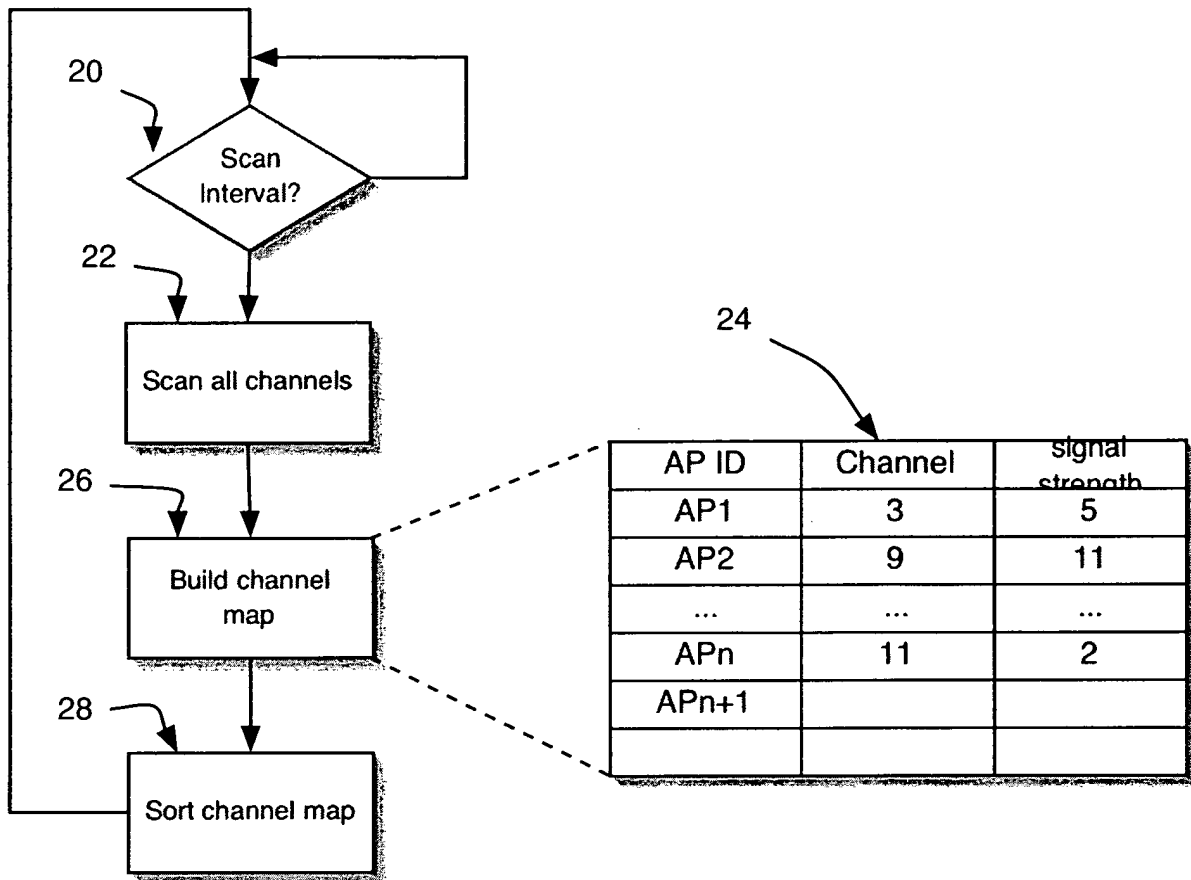 20
Scan
Interval?
22
Scan all channels
24
26
Build channel
map
AP ID Channel signal
strength
AP1 3 5
AP2 9 11
... ... ...
APn 11 2
APn+1
28
Sort channel map